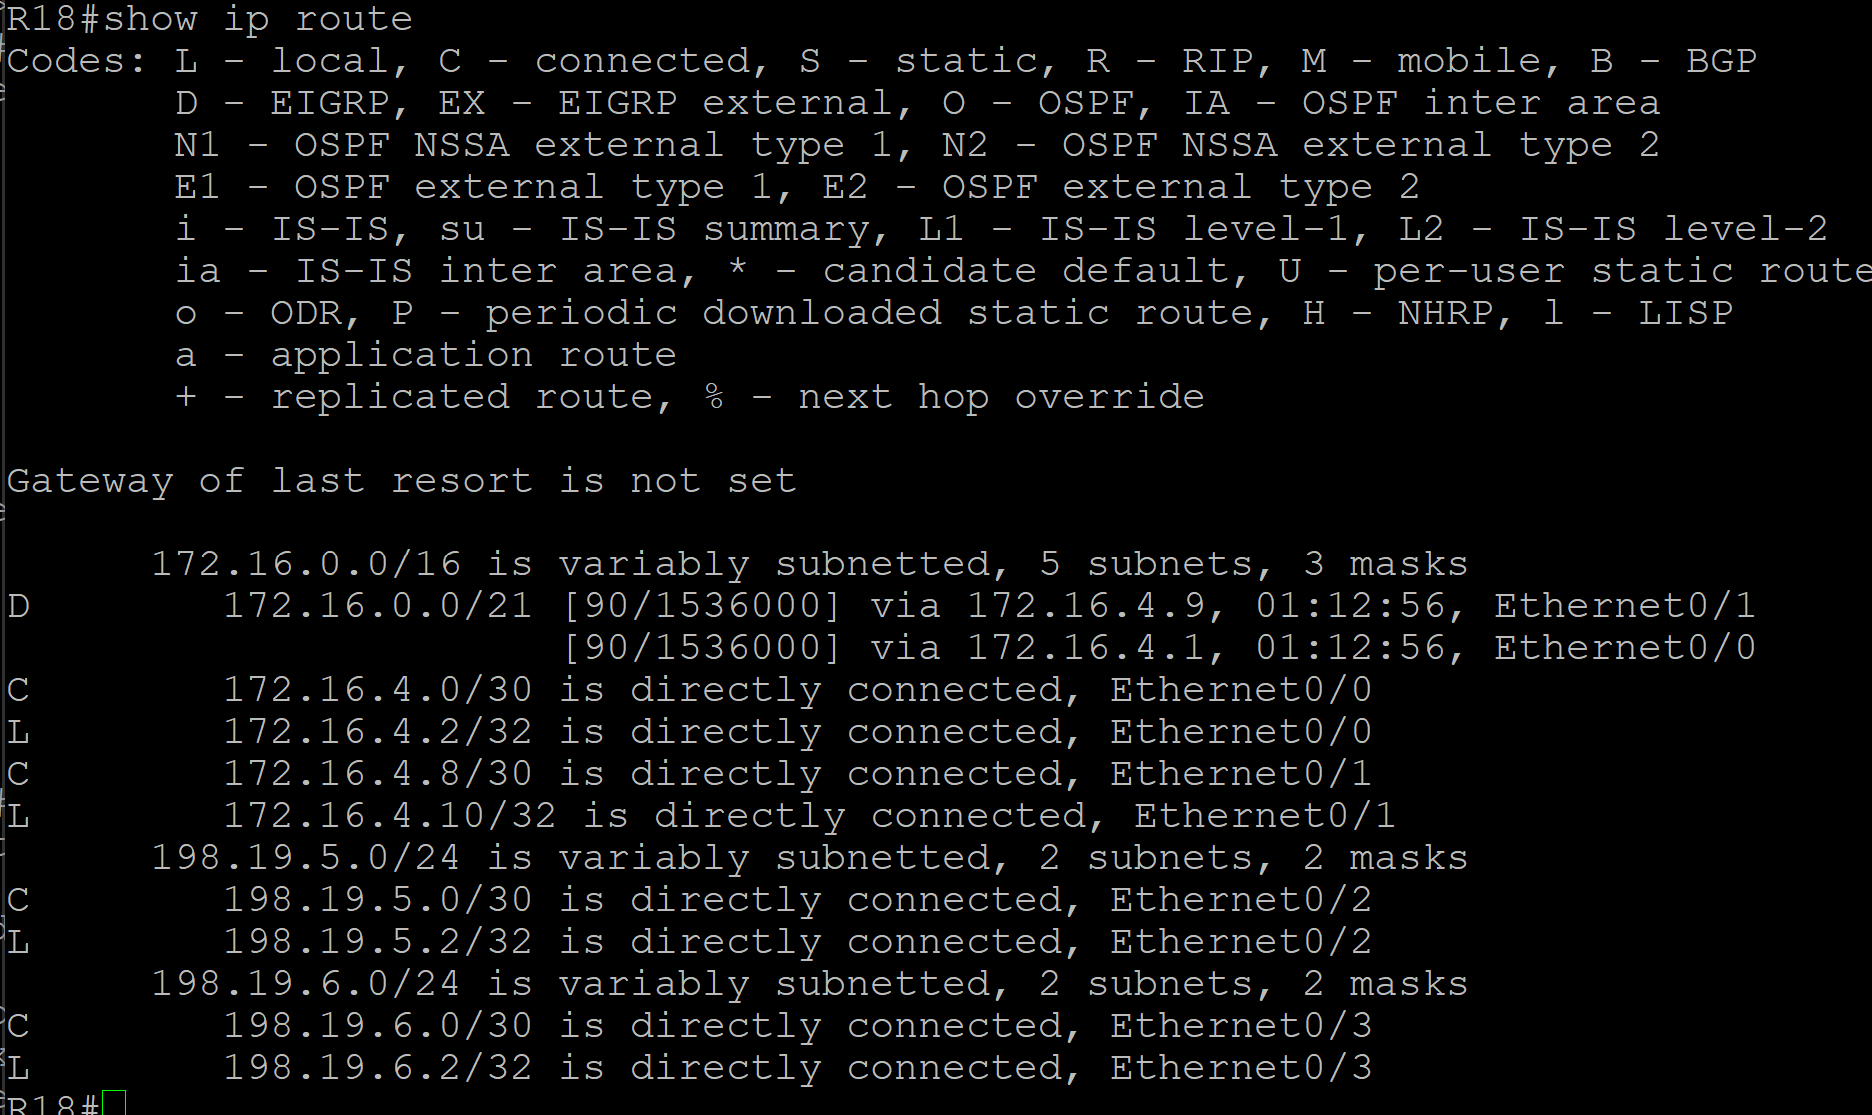 R18#show ip route
Codes: L - local, C - connected, S - static, R - RIP, M - mobile, B - BGP
       D - EIGRP, EX - EIGRP external, O - OSPF, IA - OSPF inter area
       N1 - OSPF NSSA external type 1, N2 - OSPF NSSA external type 2
       E1 - OSPF external type 1, E2 - OSPF external type 2
       i - IS-IS, su - IS-IS summary, L1 - IS-IS level-1, L2 - IS-IS level-2
       ia - IS-IS inter area, * - candidate default, U - per-user static route
       o - ODR, P - periodic downloaded static route, H - NHRP, l - LISP
       a - application route
       + - replicated route, % - next hop override
Gateway of last resort is not set
      172.16.0.0/16 is variably subnetted, 5 subnets, 3 masks
D        172.16.0.0/21 [90/1536000] via 172.16.4.9, 01:12:56, Ethernet0/1
                       [90/1536000] via 172.16.4.1, 01:12:56, Ethernet0/0
C        172.16.4.0/30 is directly connected, Ethernet0/0
L        172.16.4.2/32 is directly connected, Ethernet0/0
C        172.16.4.8/30 is directly connected, Ethernet0/1
L        172.16.4.10/32 is directly connected, Ethernet0/1
      198.19.5.0/24 is variably subnetted, 2 subnets, 2 masks
C        198.19.5.0/30 is directly connected, Ethernet0/2
L        198.19.5.2/32 is directly connected, Ethernet0/2
      198.19.6.0/24 is variably subnetted, 2 subnets, 2 masks
C        198.19.6.0/30 is directly connected, Ethernet0/3
L        198.19.6.2/32 is directly connected, Ethernet0/3
R18#